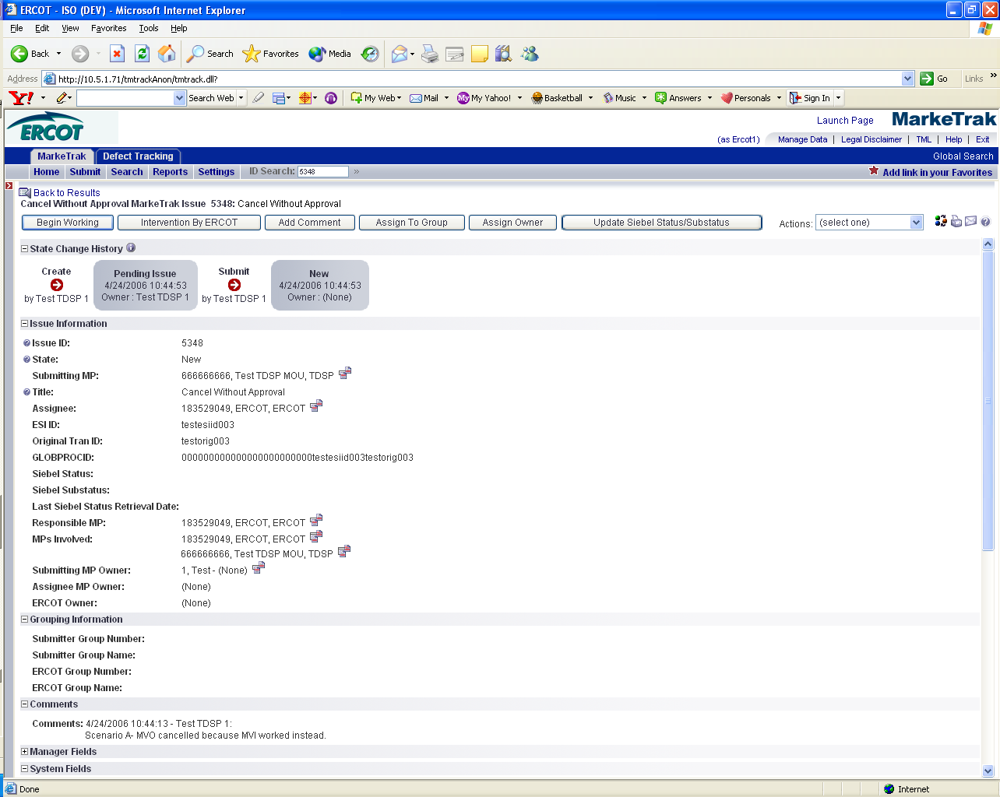 ERCOT - ISO (DEV) - Microsoft Internet Explorer
File Edit View Favorites Tools Help
Back Search Favorites Media
Address http://10.5.1.71/tmtrackAnon/tmtrack.dll? Go Links »
Y! Search Web My Web Mail My Yahoo! Basketball Music Answers Personals Sign In
ERCOT
Launch Page MarkeTrak
(as Ercot1) Manage Data | Legal Disclaimer | TML | Help | Exit
MarkeTrak Defect Tracking Global Search
Home Submit Search Reports Settings ID Search: 5348 » Add link in your Favorites
Back to Results
Cancel Without Approval MarkeTrak Issue 5348: Cancel Without Approval
Begin Working Intervention By ERCOT Add Comment Assign To Group Assign Owner Update Siebel Status/Substatus Actions: (select one)
State Change History
Create
by Test TDSP 1
Pending Issue
4/24/2006 10:44:53
Owner : Test TDSP 1
Submit
by Test TDSP 1
New
4/24/2006 10:44:53
Owner : (None)
Issue Information
Issue ID: 5348
State: New
Submitting MP: 666666666, Test TDSP MOU, TDSP
Title: Cancel Without Approval
Assignee: 183529049, ERCOT, ERCOT
ESI ID: testesiid003
Original Tran ID: testorig003
GLOBPROCID: 000000000000000000000000testesiid003testorig003
Siebel Status:
Siebel Substatus:
Last Siebel Status Retrieval Date:
Responsible MP: 183529049, ERCOT, ERCOT
MPs Involved: 183529049, ERCOT, ERCOT
666666666, Test TDSP MOU, TDSP
Submitting MP Owner: 1, Test - (None)
Assignee MP Owner: (None)
ERCOT Owner: (None)
Grouping Information
Submitter Group Number:
Submitter Group Name:
ERCOT Group Number:
ERCOT Group Name:
Comments
Comments: 4/24/2006 10:44:13 - Test TDSP 1:
Scenario A- MVO cancelled because MVI worked instead.
Manager Fields
System Fields
Done Internet